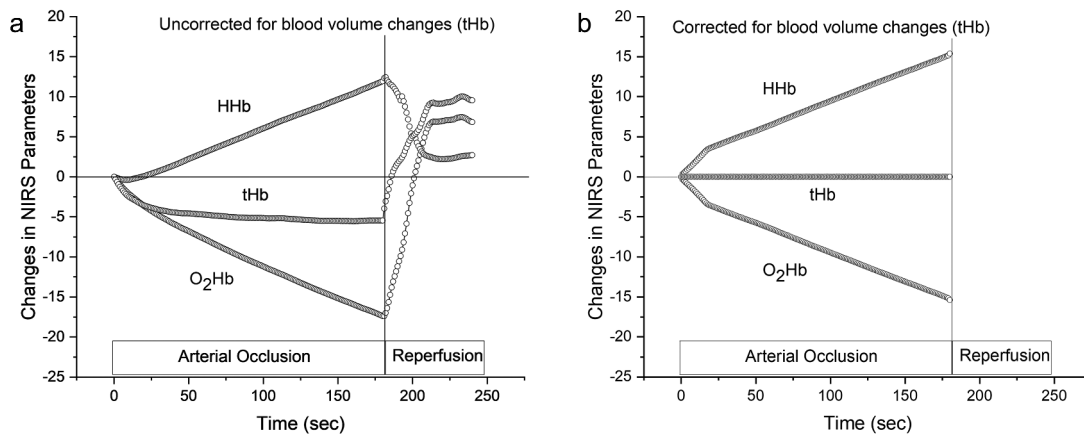 a
Uncorrected for blood volume changes (tHb)
Changes in NIRS Parameters
20
15
10
5
0
-5
-10
-15
-20
-25
HHb
tHb
O₂Hb
Arterial Occlusion
Reperfusion
0
50
100
150
200
250
Time (sec)
b
Corrected for blood volume changes (tHb)
Changes in NIRS Parameters
20
15
10
5
0
-5
-10
-15
-20
-25
HHb
tHb
O₂Hb
Arterial Occlusion
Reperfusion
0
50
100
150
200
250
Time (sec)